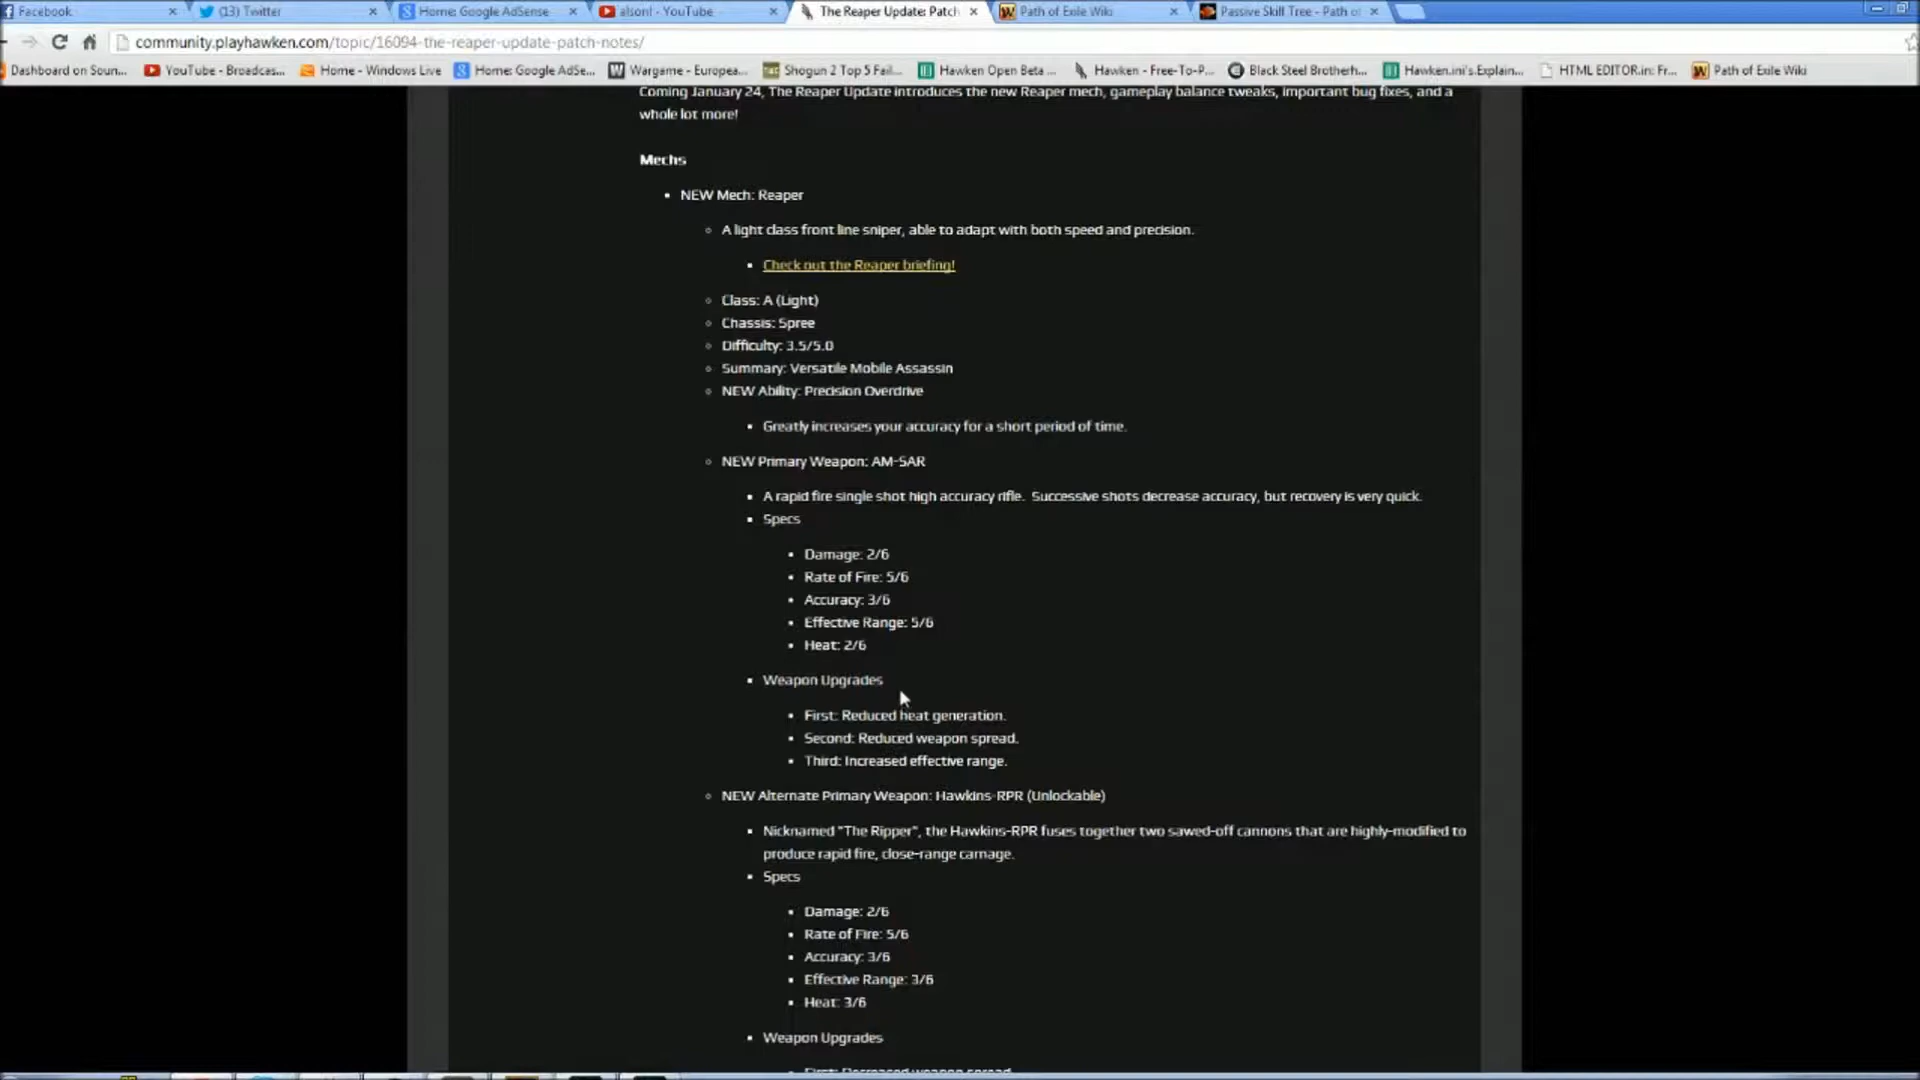 Facebook
(13) Twitter
Home: Google AdSense
alsonl - YouTube
The Reaper Update: Patch
Path of Exile Wiki
Passive Skill Tree - Path of
community.playhawken.com/topic/16094-the-reaper-update-patch-notes/
Dashboard on Soun...
YouTube - Broadcas...
Home - Windows Live
Home: Google AdSe...
Wargame - Europea...
Shogun 2 Top 5 Fail...
Hawken Open Beta ...
Hawken - Free-To-P...
Black Steel Brotherh...
Hawken.ini's Explain...
HTML EDITOR.in: Fr...
Path of Exile Wiki
Coming January 24, The Reaper Update introduces the new Reaper mech, gameplay balance tweaks, important bug fixes, and a
whole lot more!
Mechs
NEW Mech: Reaper
A light class front line sniper, able to adapt with both speed and precision.
Check out the Reaper briefing!
Class: A (Light)
Chassis: Spree
Difficulty: 3.5/5.0
Summary: Versatile Mobile Assassin
NEW Ability: Precision Overdrive
Greatly increases your accuracy for a short period of time.
NEW Primary Weapon: AM-SAR
A rapid fire single shot high accuracy rifle. Successive shots decrease accuracy, but recovery is very quick.
Specs
Damage: 2/6
Rate of Fire: 5/6
Accuracy: 3/6
Effective Range: 5/6
Heat: 2/6
Weapon Upgrades
First: Reduced heat generation.
Second: Reduced weapon spread.
Third: Increased effective range.
NEW Alternate Primary Weapon: Hawkins-RPR (Unlockable)
Nicknamed "The Ripper", the Hawkins-RPR fuses together two sawed-off cannons that are highly-modified to
produce rapid fire, close-range carnage.
Specs
Damage: 2/6
Rate of Fire: 5/6
Accuracy: 3/6
Effective Range: 3/6
Heat: 3/6
Weapon Upgrades
First: Decreased weapon spread.